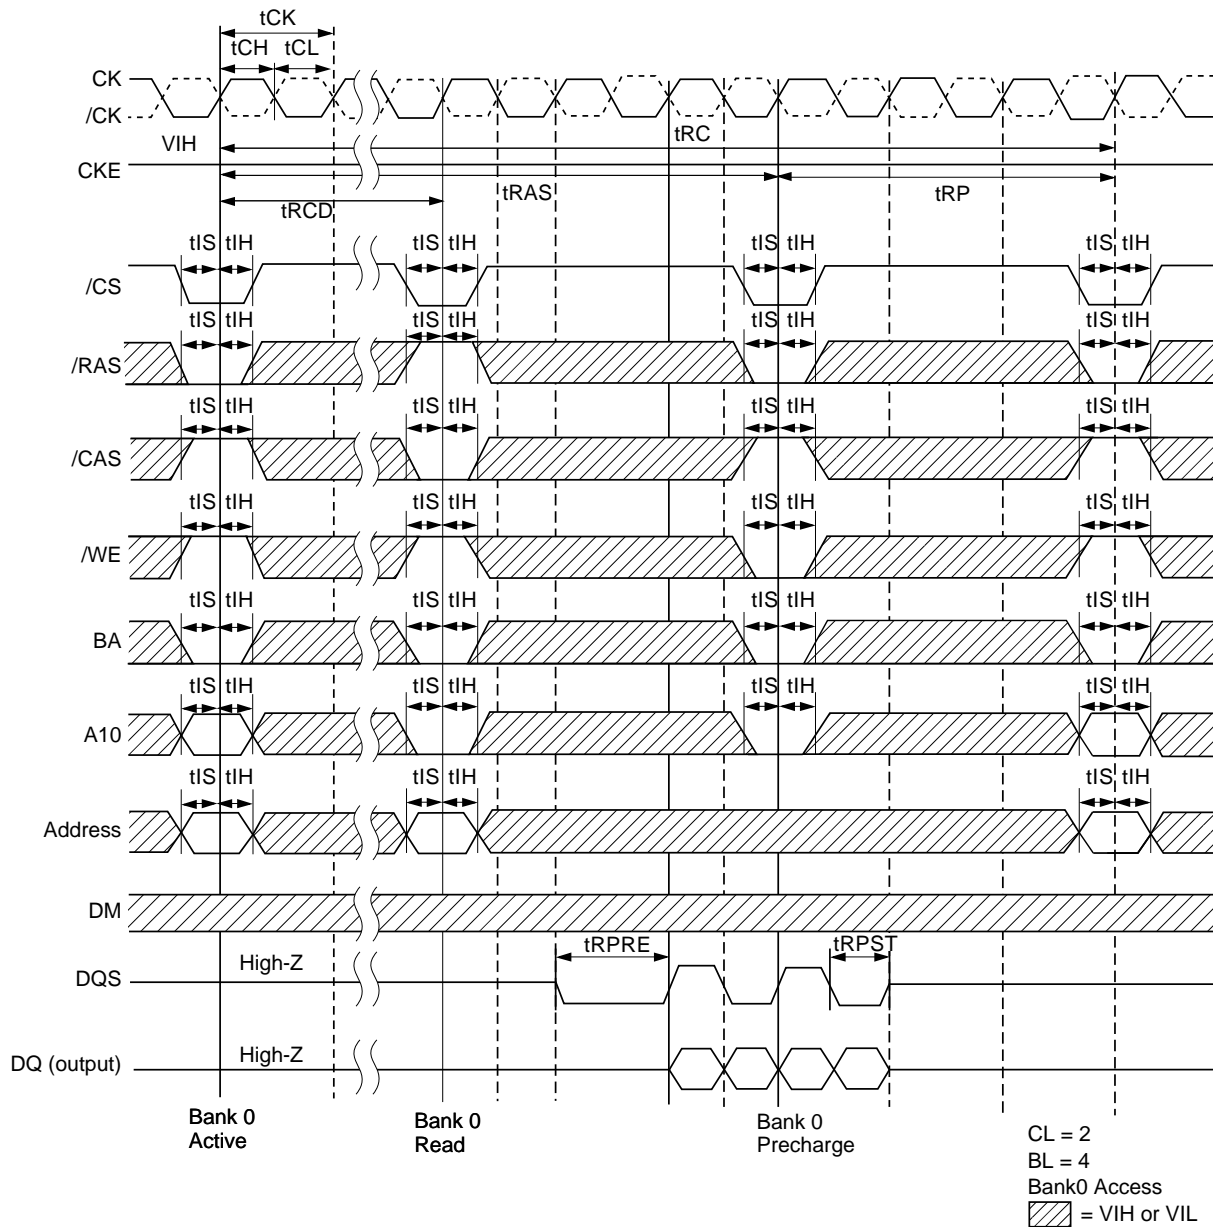 tCK
tCH tCL
CK
/CK
VIH
tRC
CKE
tRAS
tRP
tRCD
tIS tIH tIS tIH tIS tIH tIS tIH
/CS
tIS tIH tIS tIH tIS tIH tIS tIH
/RAS
tIS tIH tIS tIH tIS tIH tIS tIH
/CAS
tIS tIH tIS tIH tIS tIH tIS tIH
/WE
tIS tIH tIS tIH tIS tIH tIS tIH
BA
tIS tIH tIS tIH tIS tIH tIS tIH
A10
tIS tIH tIS tIH tIS tIH
Address
DM
tRPRE tRPST
High-Z
DQS
High-Z
DQ (output)
Bank 0
Active
Bank 0
Read
Bank 0
Precharge
CL = 2
BL = 4
Bank0 Access
= VIH or VIL